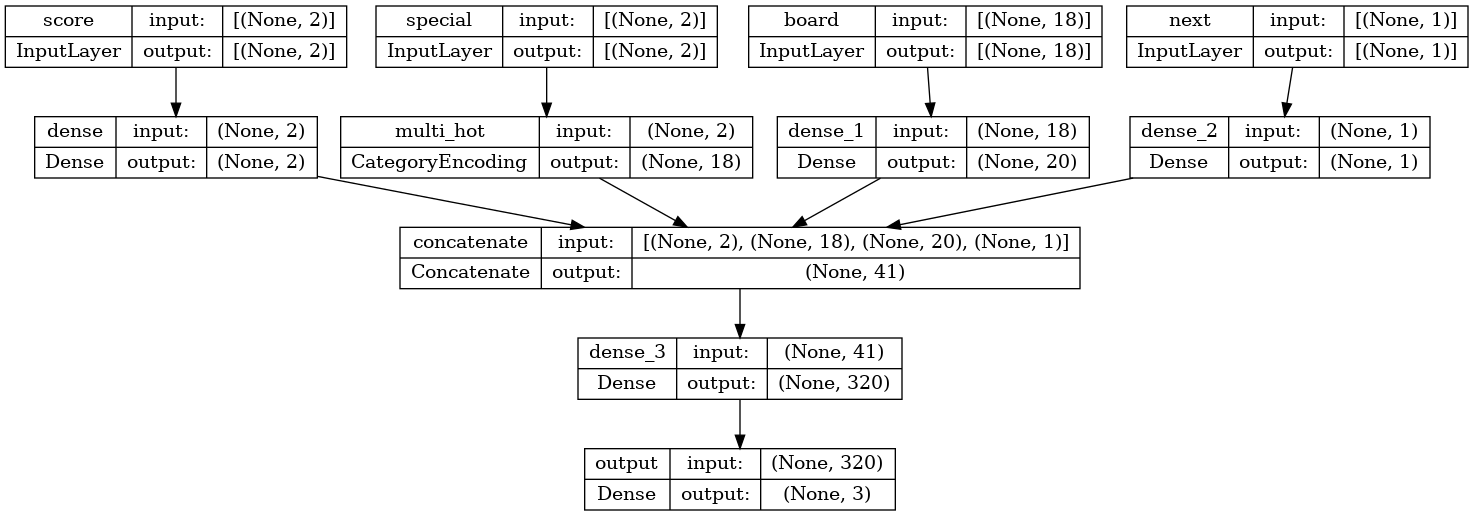 score input: [(None, 2)]
InputLayer output: [(None, 2)]
special input: [(None, 2)]
InputLayer output: [(None, 2)]
board input: [(None, 18)]
InputLayer output: [(None, 18)]
next input: [(None, 1)]
InputLayer output: [(None, 1)]
dense input: (None, 2)
Dense output: (None, 2)
multi_hot input: (None, 2)
CategoryEncoding output: (None, 18)
dense_1 input: (None, 18)
Dense output: (None, 20)
dense_2 input: (None, 1)
Dense output: (None, 1)
concatenate input: [(None, 2), (None, 18), (None, 20), (None, 1)]
Concatenate output: (None, 41)
dense_3 input: (None, 41)
Dense output: (None, 320)
output input: (None, 320)
Dense output: (None, 3)